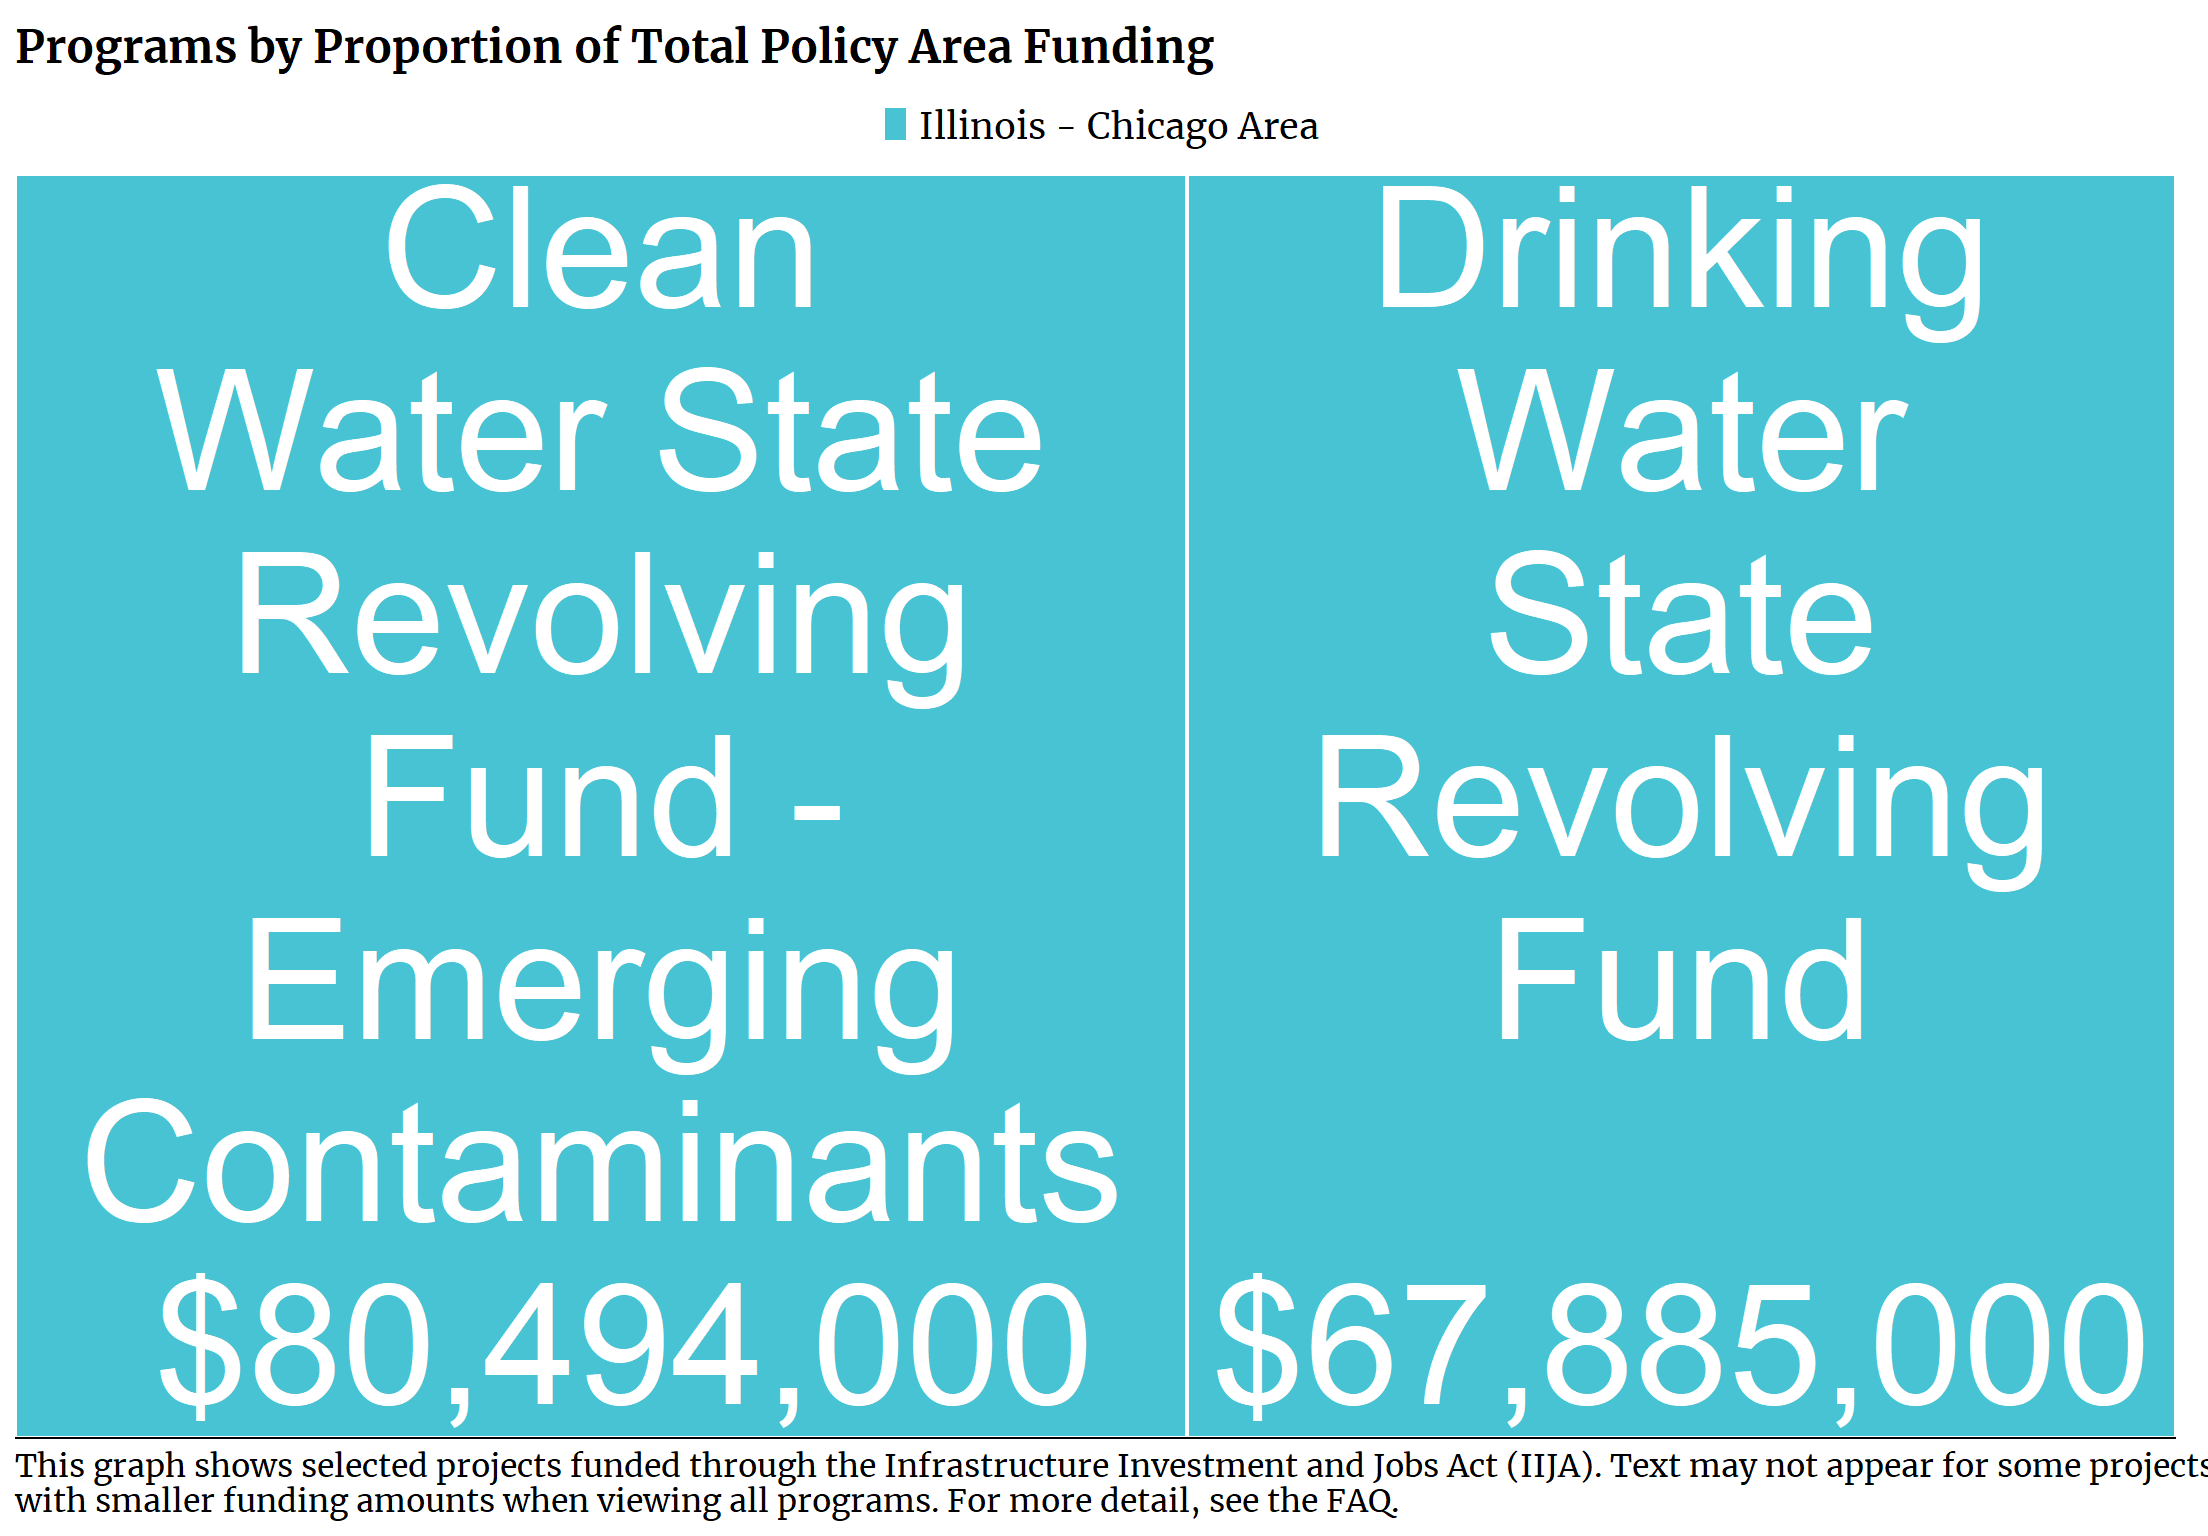 Programs by Proportion of Total Policy Area Funding
Illinois - Chicago Area
Clean
Water State
Revolving
Fund -
Emerging
Contaminants
$80,494,000
Drinking
Water
State
Revolving
Fund
$67,885,000
This graph shows selected projects funded through the Infrastructure Investment and Jobs Act (IIJA). Text may not appear for some projects
with smaller funding amounts when viewing all programs. For more detail, see the FAQ.